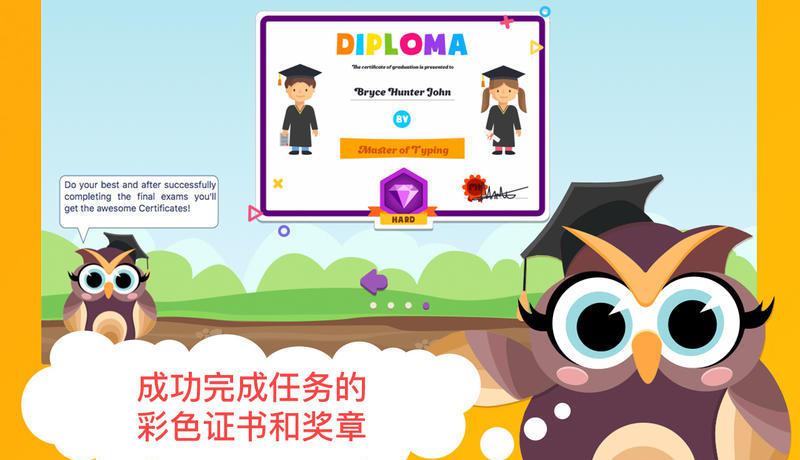 DIPLOMA
The certificate of graduation is presented to
Bryce Hunter John
BY
Master of Typing
HARD
Do your best and after successfully
completing the final exams you'll
get the awesome Certificates!
成功完成任务的
彩色证书和奖章